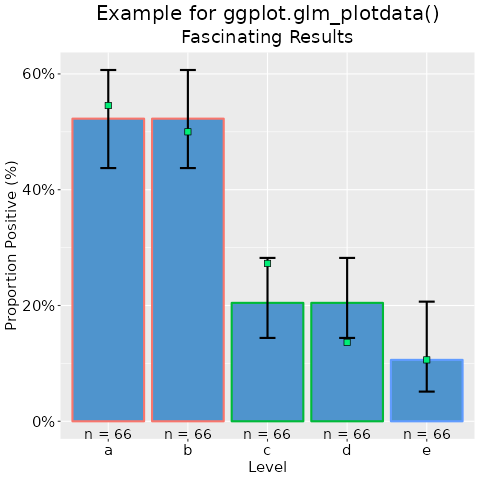 Example for ggplot.glm_plotdata()
Fascinating Results
Proportion Positive (%)
60%
40%
20%
0%
n = 66 n = 66 n = 66 n = 66 n = 66
a b c d e
Level